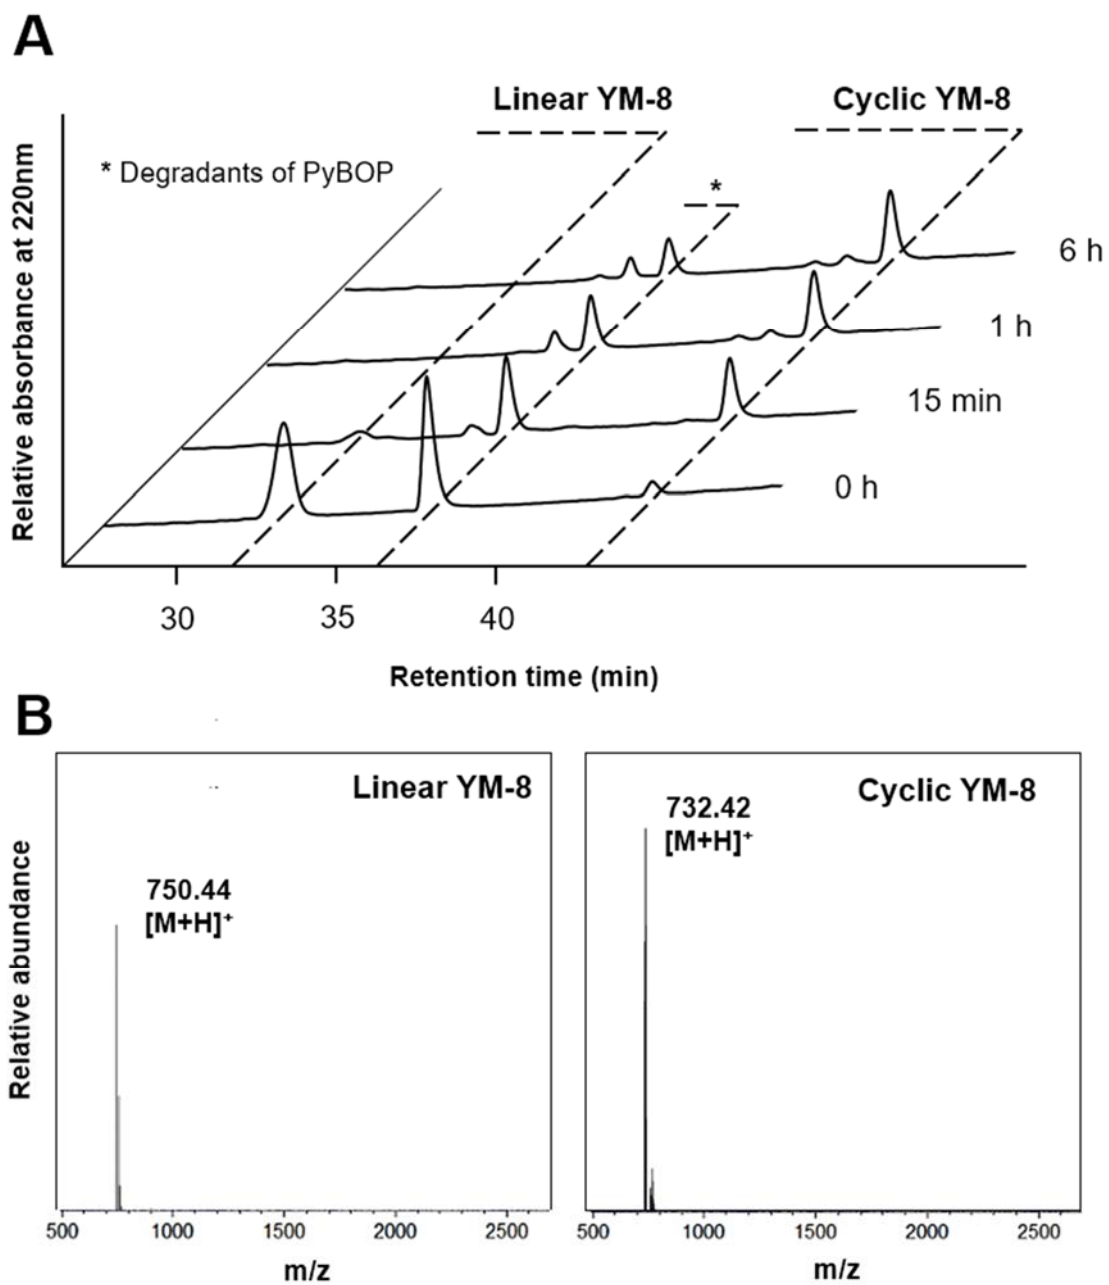 A
Linear YM-8
Cyclic YM-8
* Degradants of PyBOP
*
Relative absorbance at 220nm
6 h
1 h
15 min
0 h
30
35
40
Retention time (min)
B
Linear YM-8
750.44
[M+H]+
Cyclic YM-8
732.42
[M+H]+
Relative abundance
500 1000 1500 2000 2500
500 1000 1500 2000 2500
m/z
m/z